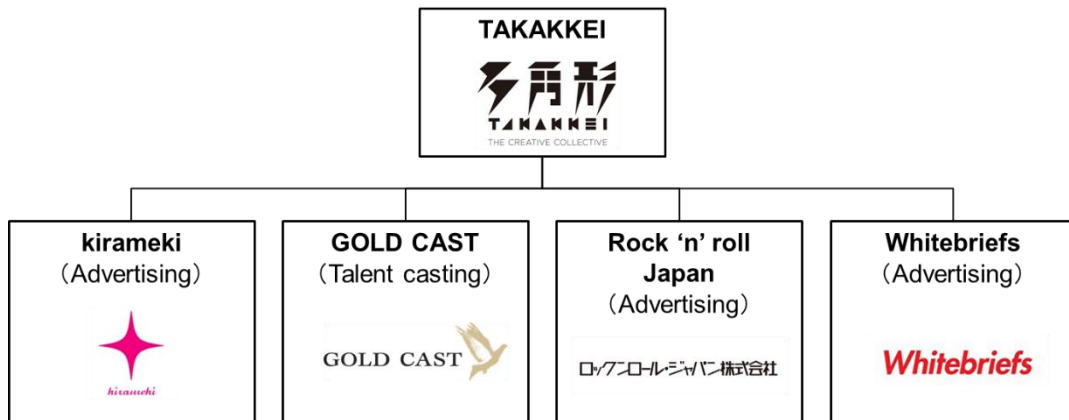 TAKAKKEI
多角形
TAKAKKEI
THE CREATIVE COLLECTIVE
kirameki
（Advertising）
kirameki
GOLD CAST
（Talent casting）
GOLD CAST
Rock ‘n’ roll
Japan
（Advertising）
ロックンロール・ジャパン株式会社
Whitebriefs
（Advertising）
Whitebriefs